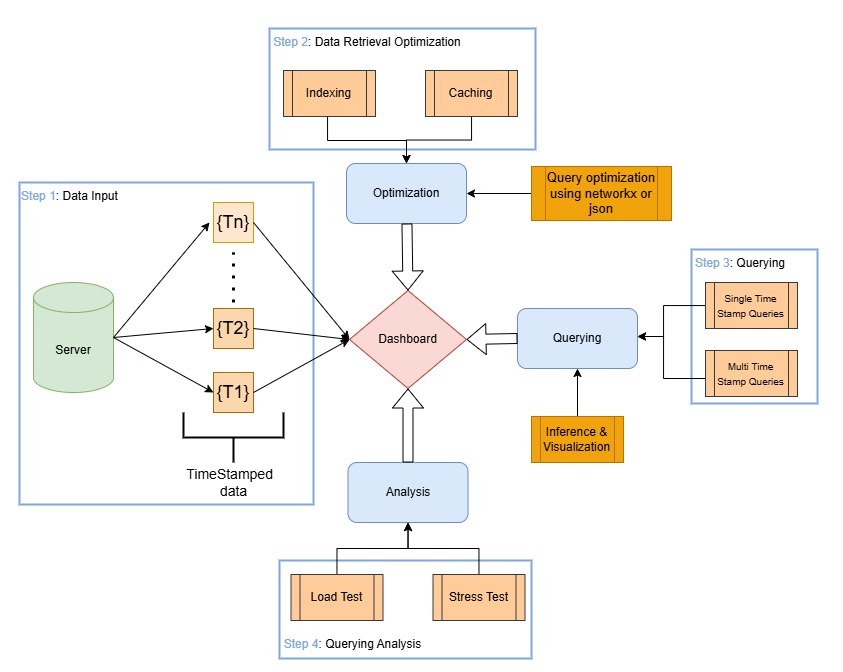 Step 2: Data Retrieval Optimization
Indexing
Caching
Optimization
Query optimization
using networkx or
json
Step 1: Data Input
{Tn}
{T2}
{T1}
Server
TimeStamped
data
Dashboard
Step 3: Querying
Single Time
Stamp Queries
Multi Time
Stamp Queries
Querying
Inference &
Visualization
Analysis
Load Test
Stress Test
Step 4: Querying Analysis